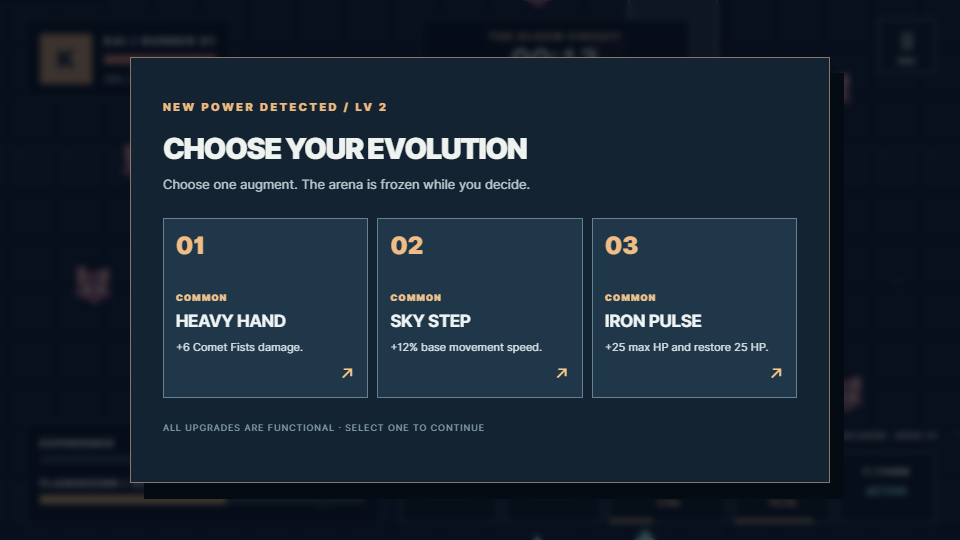 NEW POWER DETECTED / LV 2
CHOOSE YOUR EVOLUTION
Choose one augment. The arena is frozen while you decide.
01
COMMON
HEAVY HAND
+6 Comet Fists damage.
02
COMMON
SKY STEP
+12% base movement speed.
03
COMMON
IRON PULSE
+25 max HP and restore 25 HP.
ALL UPGRADES ARE FUNCTIONAL · SELECT ONE TO CONTINUE